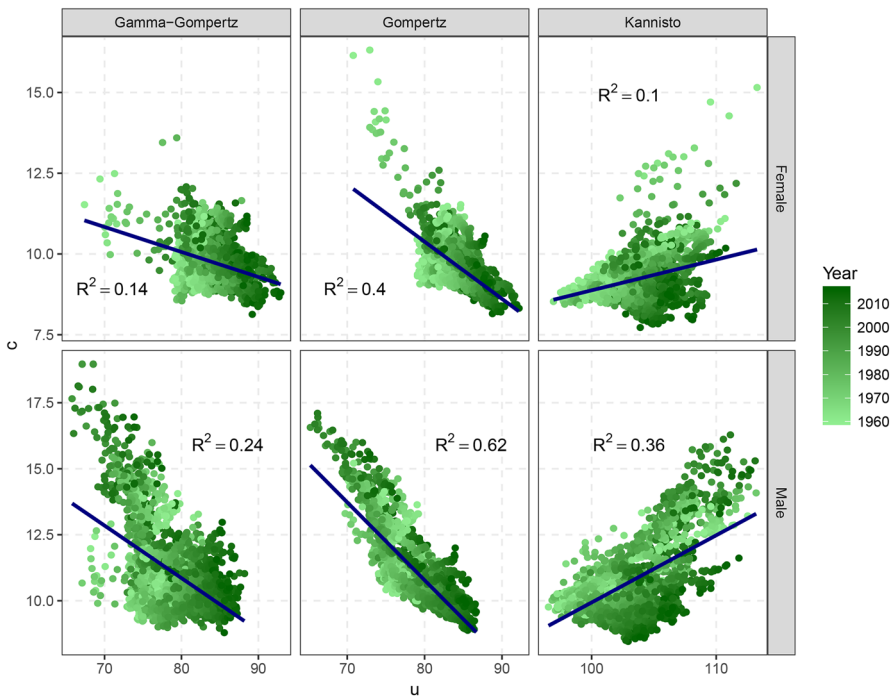 Gamma−Gompertz
Gompertz
Kannisto
15.0
12.5
10.0
7.5
R² = 0.14
R² = 0.4
R² = 0.1
Female
17.5
15.0
12.5
10.0
R² = 0.24
R² = 0.62
R² = 0.36
Male
70 80 90
70 80 90
100 110
c
u
Year
2010
2000
1990
1980
1970
1960